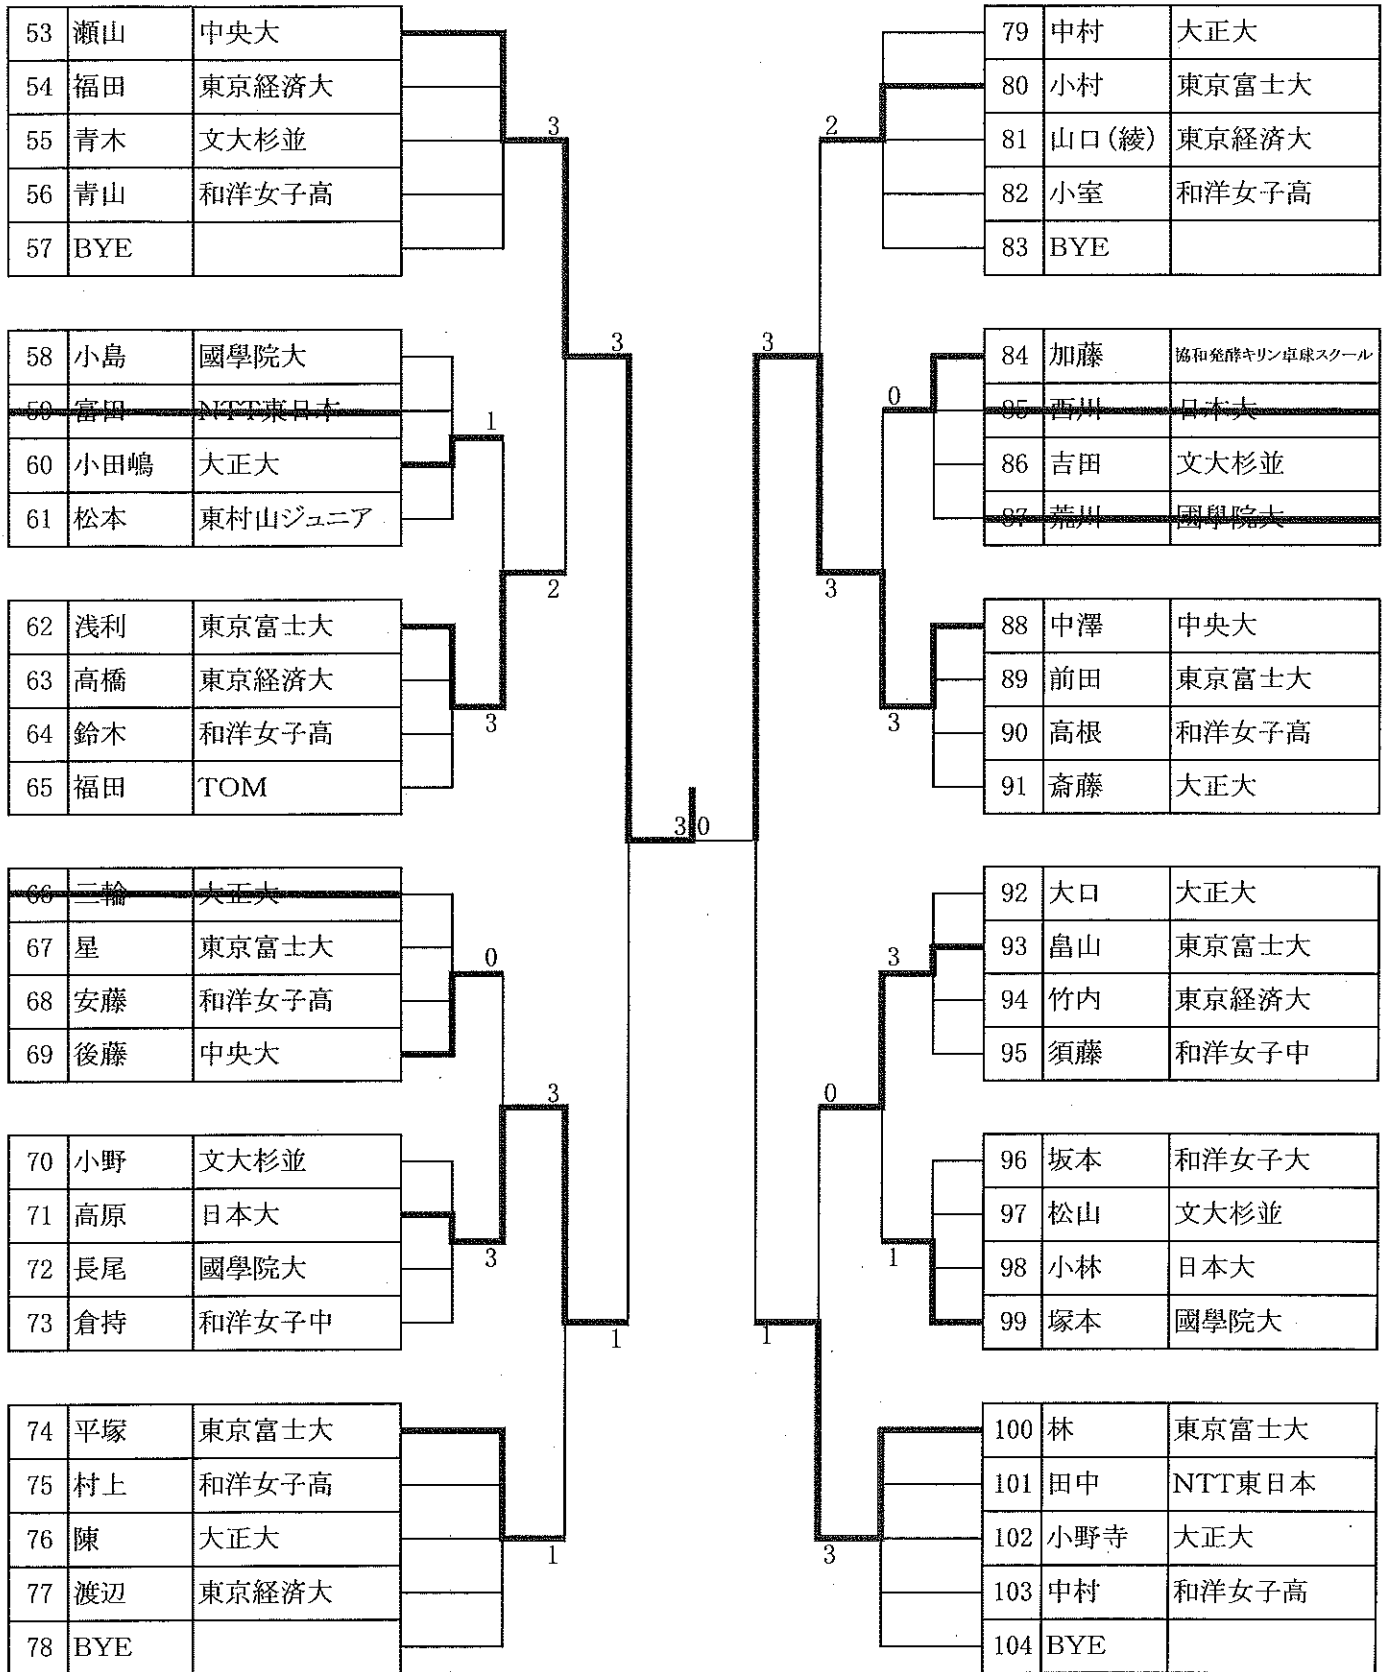 53 瀬山 中央大
54 福田 東京経済大
55 青木 文大杉並
56 青山 和洋女子高
57 BYE
3
58 小島 國學院大
59 富田 NTT東日本
60 小田嶋 大正大
61 松本 東村山ジュニア
1
3
2
62 浅利 東京富士大
63 高橋 東京経済大
64 鈴木 和洋女子高
65 福田 TOM
3
66 三輪 大正大
67 星 東京富士大
68 安藤 和洋女子高
69 後藤 中央大
0
3
70 小野 文大杉並
71 高原 日本大
72 長尾 國學院大
73 倉持 和洋女子中
3
1
74 平塚 東京富士大
75 村上 和洋女子高
76 陳 大正大
77 渡辺 東京経済大
78 BYE
1
3 0
79 中村 大正大
80 小村 東京富士大
81 山口(綾) 東京経済大
82 小室 和洋女子高
83 BYE
2
3
84 加藤 協和発酵キリン卓球スクール
85 西川 日本大
86 吉田 文大杉並
87 荒川 國學院大
0
3
88 中澤 中央大
89 前田 東京富士大
90 高根 和洋女子高
91 斎藤 大正大
3
92 大口 大正大
93 畠山 東京富士大
94 竹内 東京経済大
95 須藤 和洋女子中
3
0
96 坂本 和洋女子大
97 松山 文大杉並
98 小林 日本大
99 塚本 國學院大
1
1
100 林 東京富士大
101 田中 NTT東日本
102 小野寺 大正大
103 中村 和洋女子高
104 BYE
3